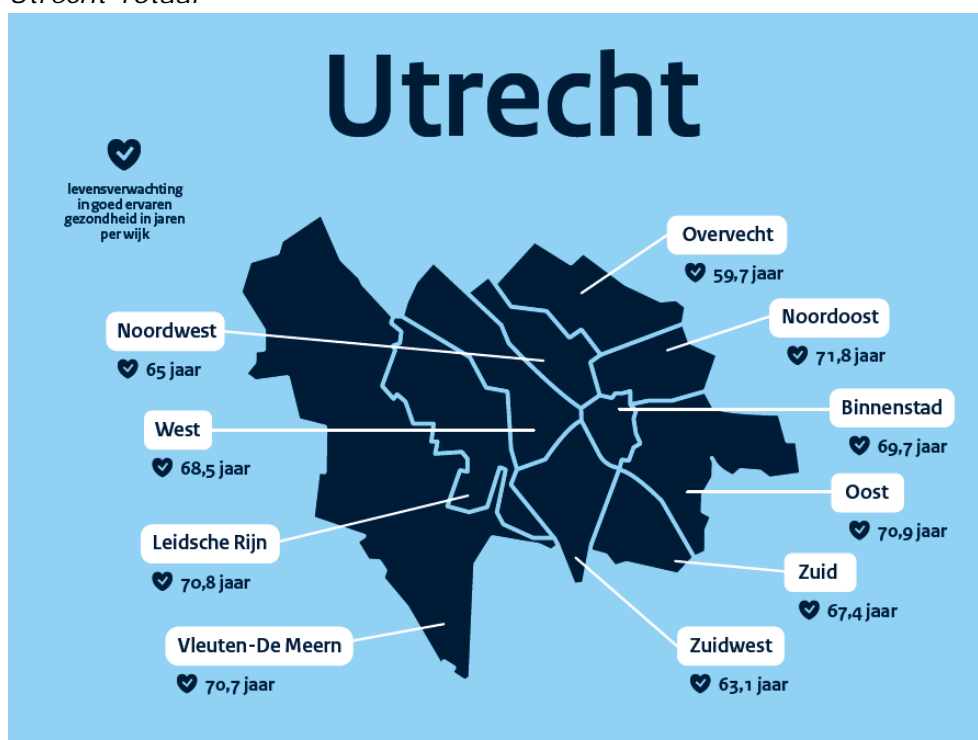 Utrecht Totaal
Utrecht
levensverwachting
in goed ervaren
gezondheid in jaren
per wijk
Overvecht
59,7 jaar
Noordoost
71,8 jaar
Noordwest
65 jaar
Binnenstad
69,7 jaar
West
68,5 jaar
Oost
70,9 jaar
Leidsche Rijn
70,8 jaar
Zuid
67,4 jaar
Vleuten-De Meern
70,7 jaar
Zuidwest
63,1 jaar